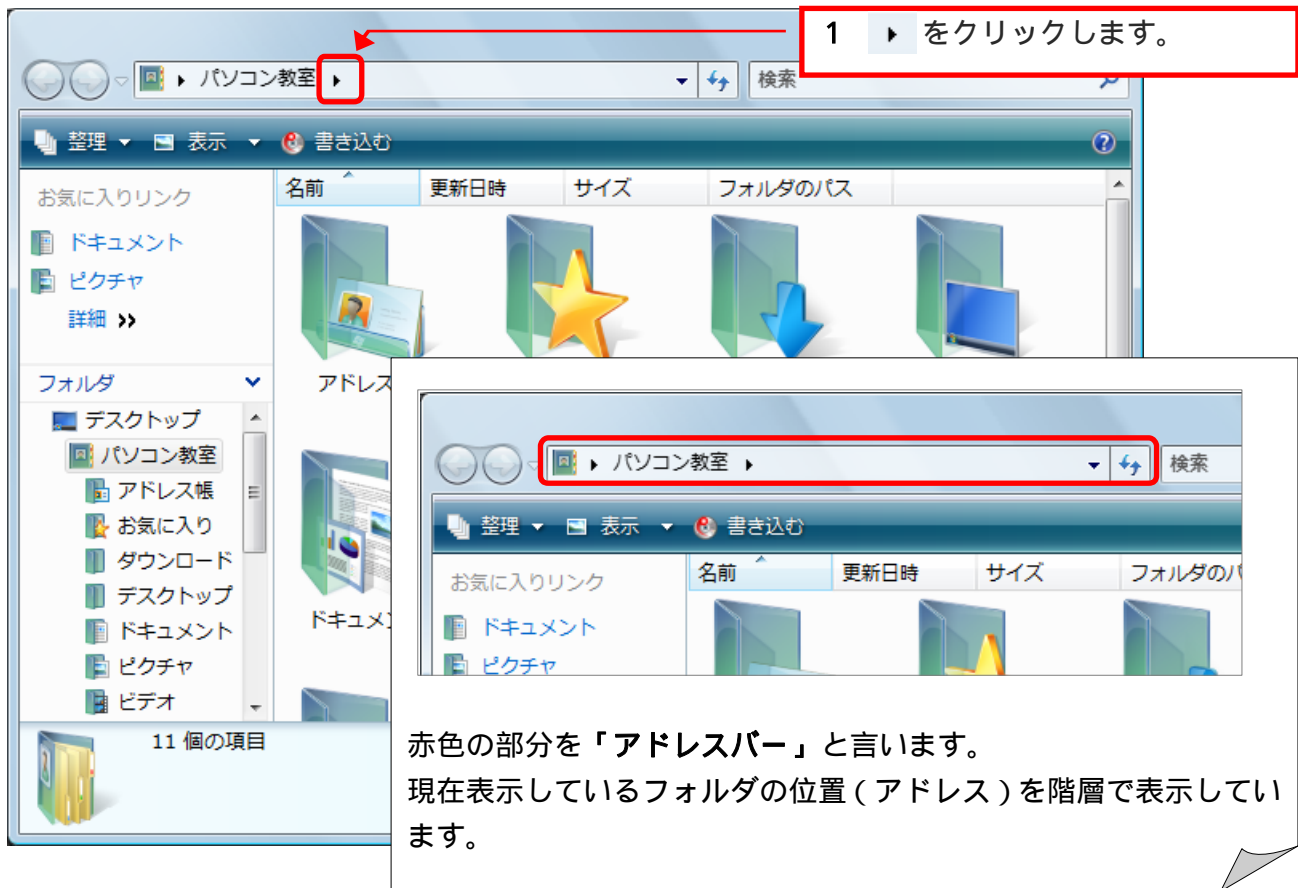 1 をクリックします。
パソコン教室
検索
整理 表示 書き込む
お気に入りリンク
ドキュメント
ピクチャ
詳細 »
フォルダ
デスクトップ
パソコン教室
アドレス帳
お気に入り
ダウンロード
デスクトップ
ドキュメント
ピクチャ
ビデオ
名前 更新日時 サイズ フォルダのパス
アドレス
ドキュメン
11 個の項目
パソコン教室
検索
整理 表示 書き込む
お気に入りリンク
ドキュメント
ピクチャ
名前 更新日時 サイズ フォルダのパ
赤色の部分を「アドレスバー」と言います。
現在表示しているフォルダの位置(アドレス)を階層で表示してい
ます。